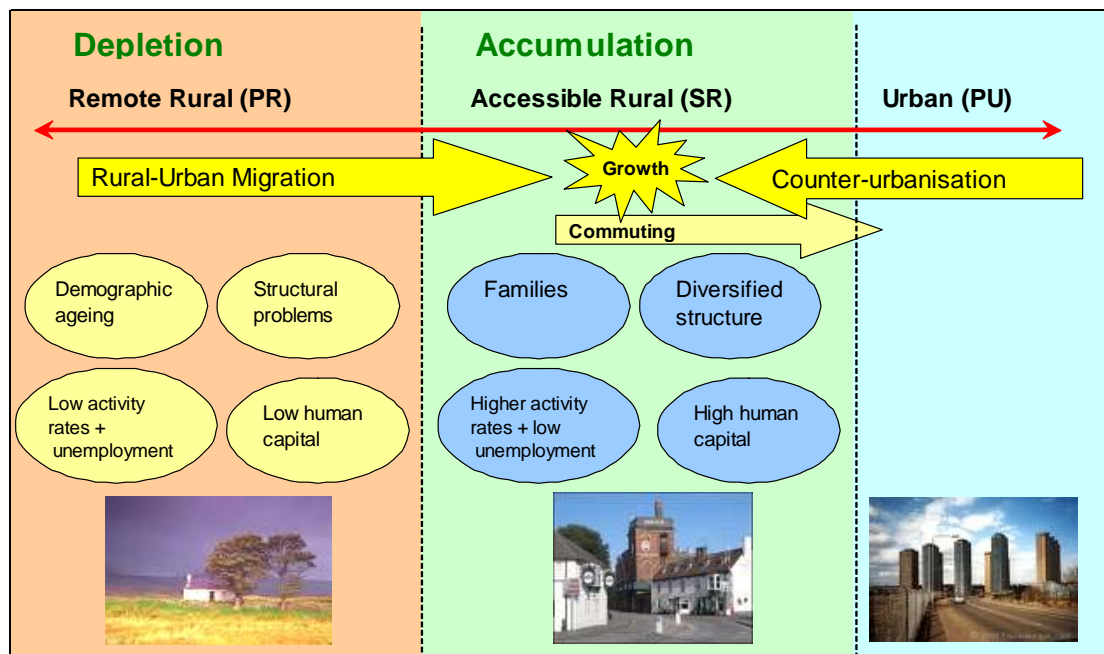 Depletion
Accumulation
Remote Rural (PR)
Accessible Rural (SR)
Urban (PU)
Rural-Urban Migration
Growth
Counter-urbanisation
Commuting
Demographic
ageing
Structural
problems
Families
Diversified
structure
Low activity
rates +
unemployment
Low human
capital
Higher activity
rates + low
unemployment
High human
capital